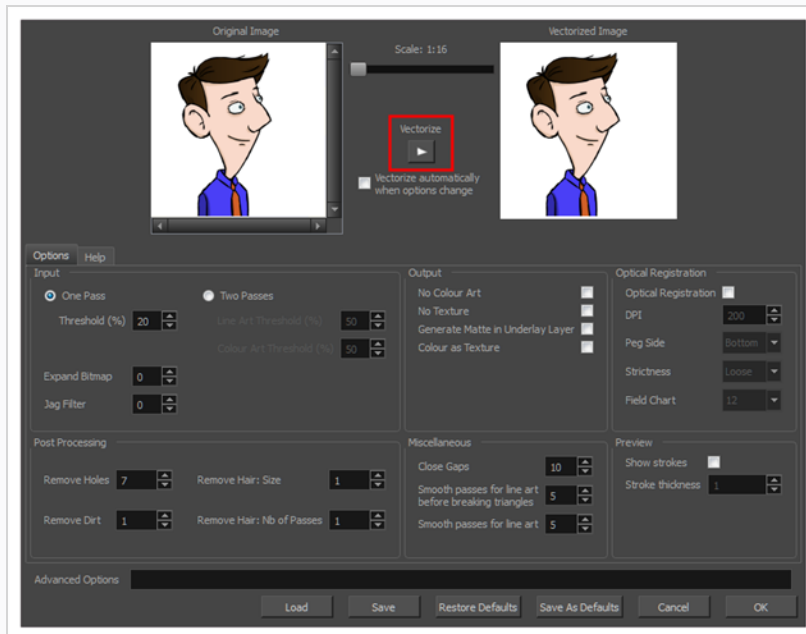 Original Image
Vectorized Image
Scale: 1:16
Vectorize
Vectorize automatically
when options change
Options
Help
Input
One Pass
Two Passes
Threshold (%) 20
Line Art Threshold (%) 50
Colour Art Threshold (%) 50
Expand Bitmap 0
Jag Filter 0
Output
No Colour Art
No Texture
Generate Matte in Underlay Layer
Colour as Texture
Optical Registration
Optical Registration
DPI 200
Peg Side Bottom
Strictness Loose
Field Chart 12
Post Processing
Remove Holes 7
Remove Hair: Size 1
Remove Dirt 1
Remove Hair: Nb of Passes 1
Miscellaneous
Close Gaps 10
Smooth passes for line art
before breaking triangles 5
Smooth passes for line art 5
Preview
Show strokes
Stroke thickness 1
Advanced Options
Load
Save
Restore Defaults
Save As Defaults
Cancel
OK